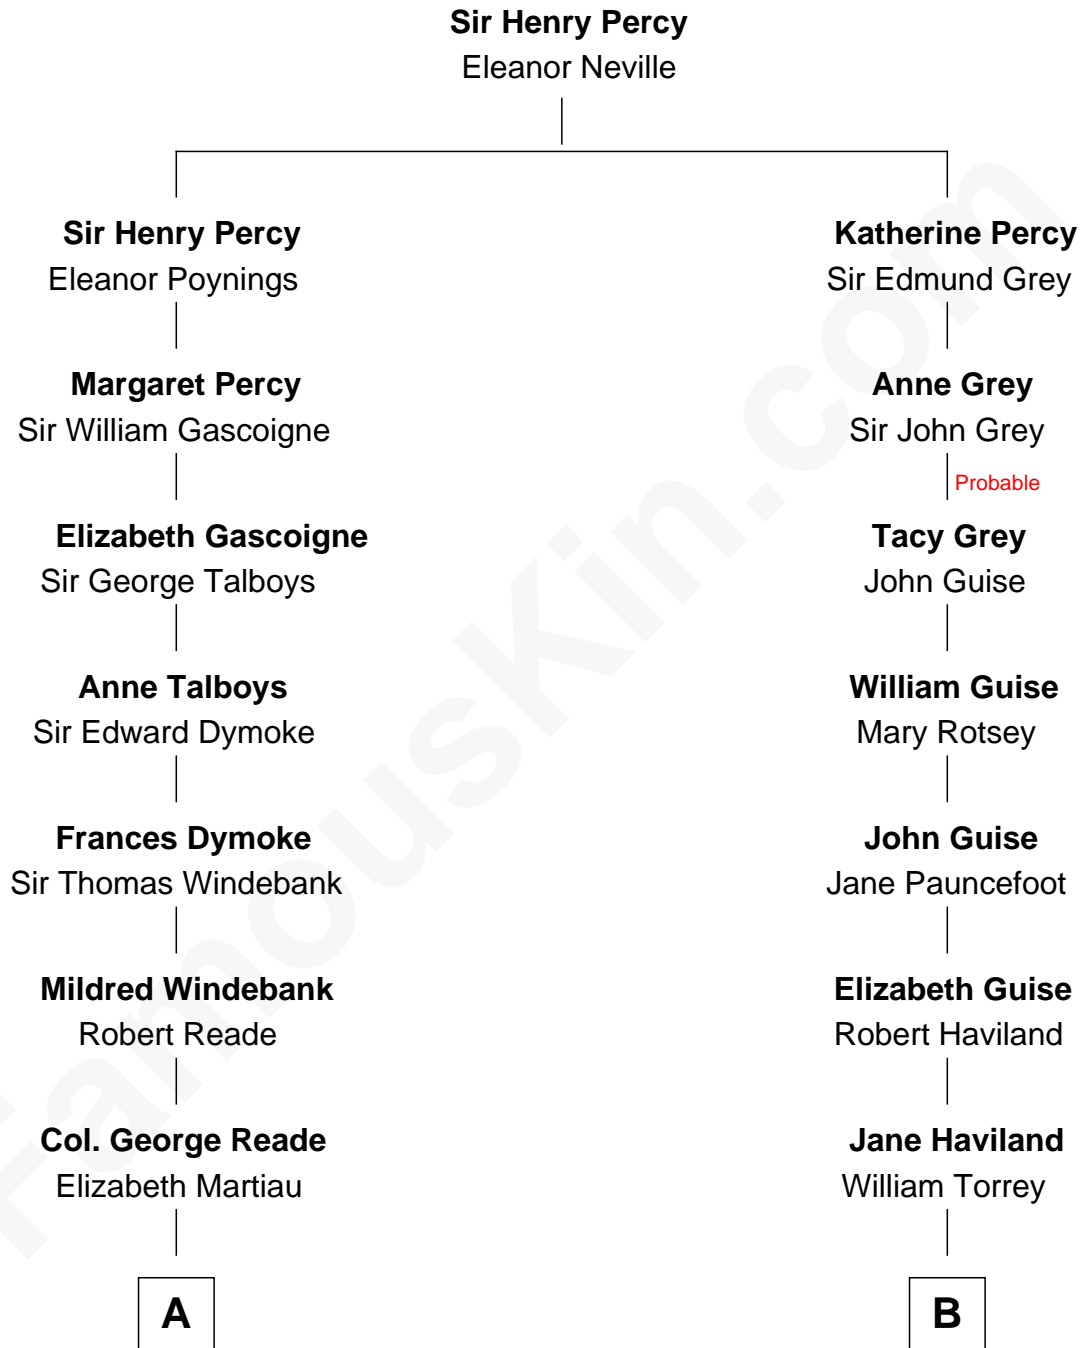 Sir Henry Percy
Eleanor Neville
Sir Henry Percy
Eleanor Poynings
Katherine Percy
Sir Edmund Grey
Margaret Percy
Sir William Gascoigne
Anne Grey
Sir John Grey
Probable
Elizabeth Gascoigne
Sir George Talboys
Tacy Grey
John Guise
Anne Talboys
Sir Edward Dymoke
William Guise
Mary Rotsey
Frances Dymoke
Sir Thomas Windebank
John Guise
Jane Pauncefoot
Mildred Windebank
Robert Reade
Elizabeth Guise
Robert Haviland
Col. George Reade
Elizabeth Martiau
Jane Haviland
William Torrey
A
B
FamousKin.com